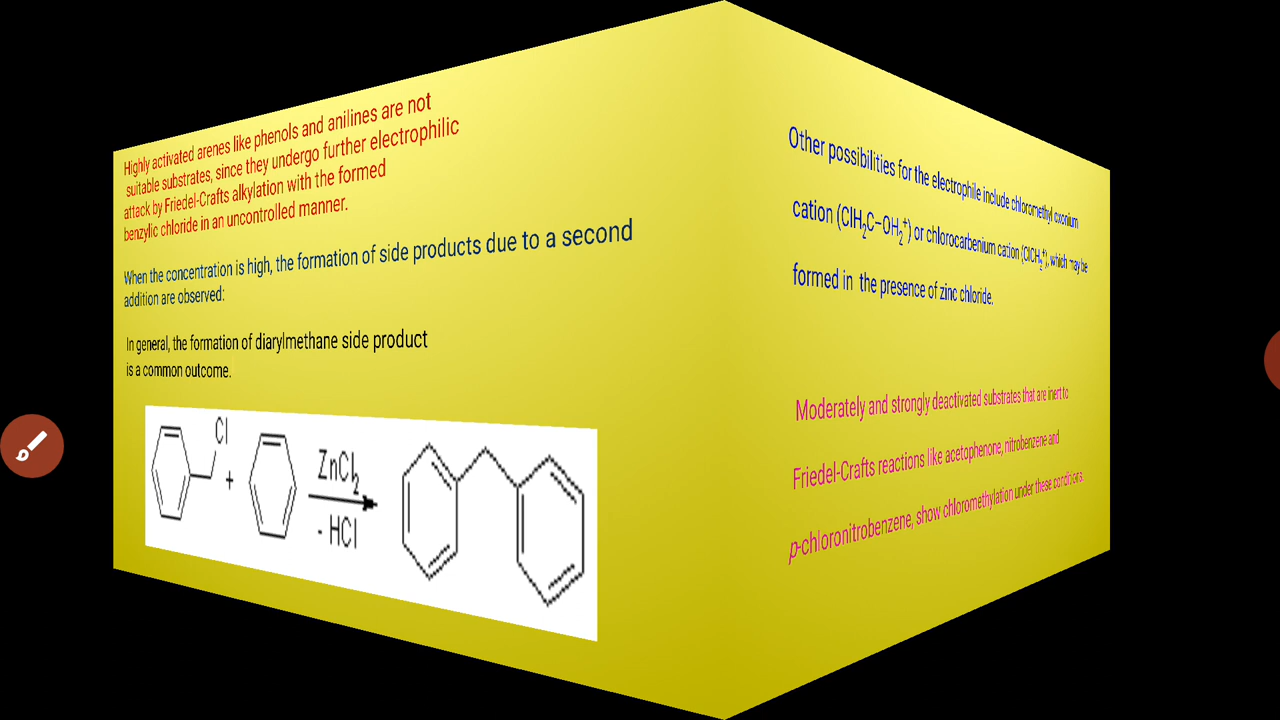 Highly activated arenes like phenols and anilines are not
suitable substrates, since they undergo further electrophilic
attack by Friedel-Crafts alkylation with the formed
benzylic chloride in an uncontrolled manner.
When the concentration is high, the formation of side products due to a second
addition are observed:
In general, the formation of diarylmethane side product
is a common outcome.
Cl
+
ZnCl₂
- HCl
Other possibilities for the electrophile include chloromethyl oxonium
cation (ClH₂C−OH₂⁺) or chlorocarbenium cation (ClCH₂⁺), which may be
formed in the presence of zinc chloride.
Moderately and strongly deactivated substrates that are inert to
Friedel-Crafts reactions like acetophenone, nitrobenzene and
p-chloronitrobenzene, show chloromethylation under these conditions